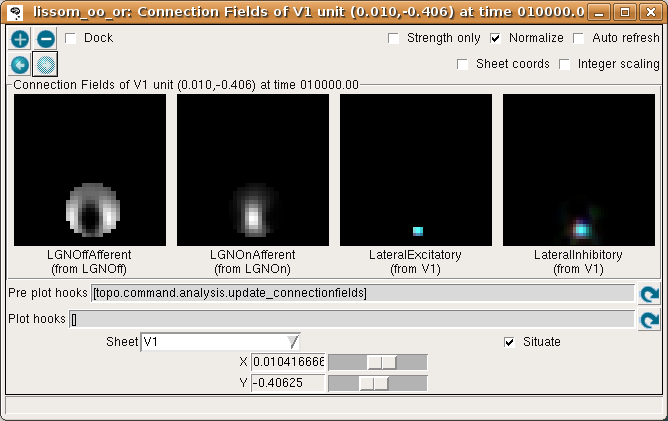 lissom_oo_or: Connection Fields of V1 unit (0.010,-0.406) at time 010000.0
Dock
Strength only
Normalize
Auto refresh
Sheet coords
Integer scaling
Connection Fields of V1 unit (0.010,-0.406) at time 010000.00
LGNOffAfferent
(from LGNOff)
LGNOnAfferent
(from LGNOn)
LateralExcitatory
(from V1)
LateralInhibitory
(from V1)
Pre plot hooks [topo.command.analysis.update_connectionfields]
Plot hooks []
Sheet V1
Situate
X 0.010416666
Y -0.40625